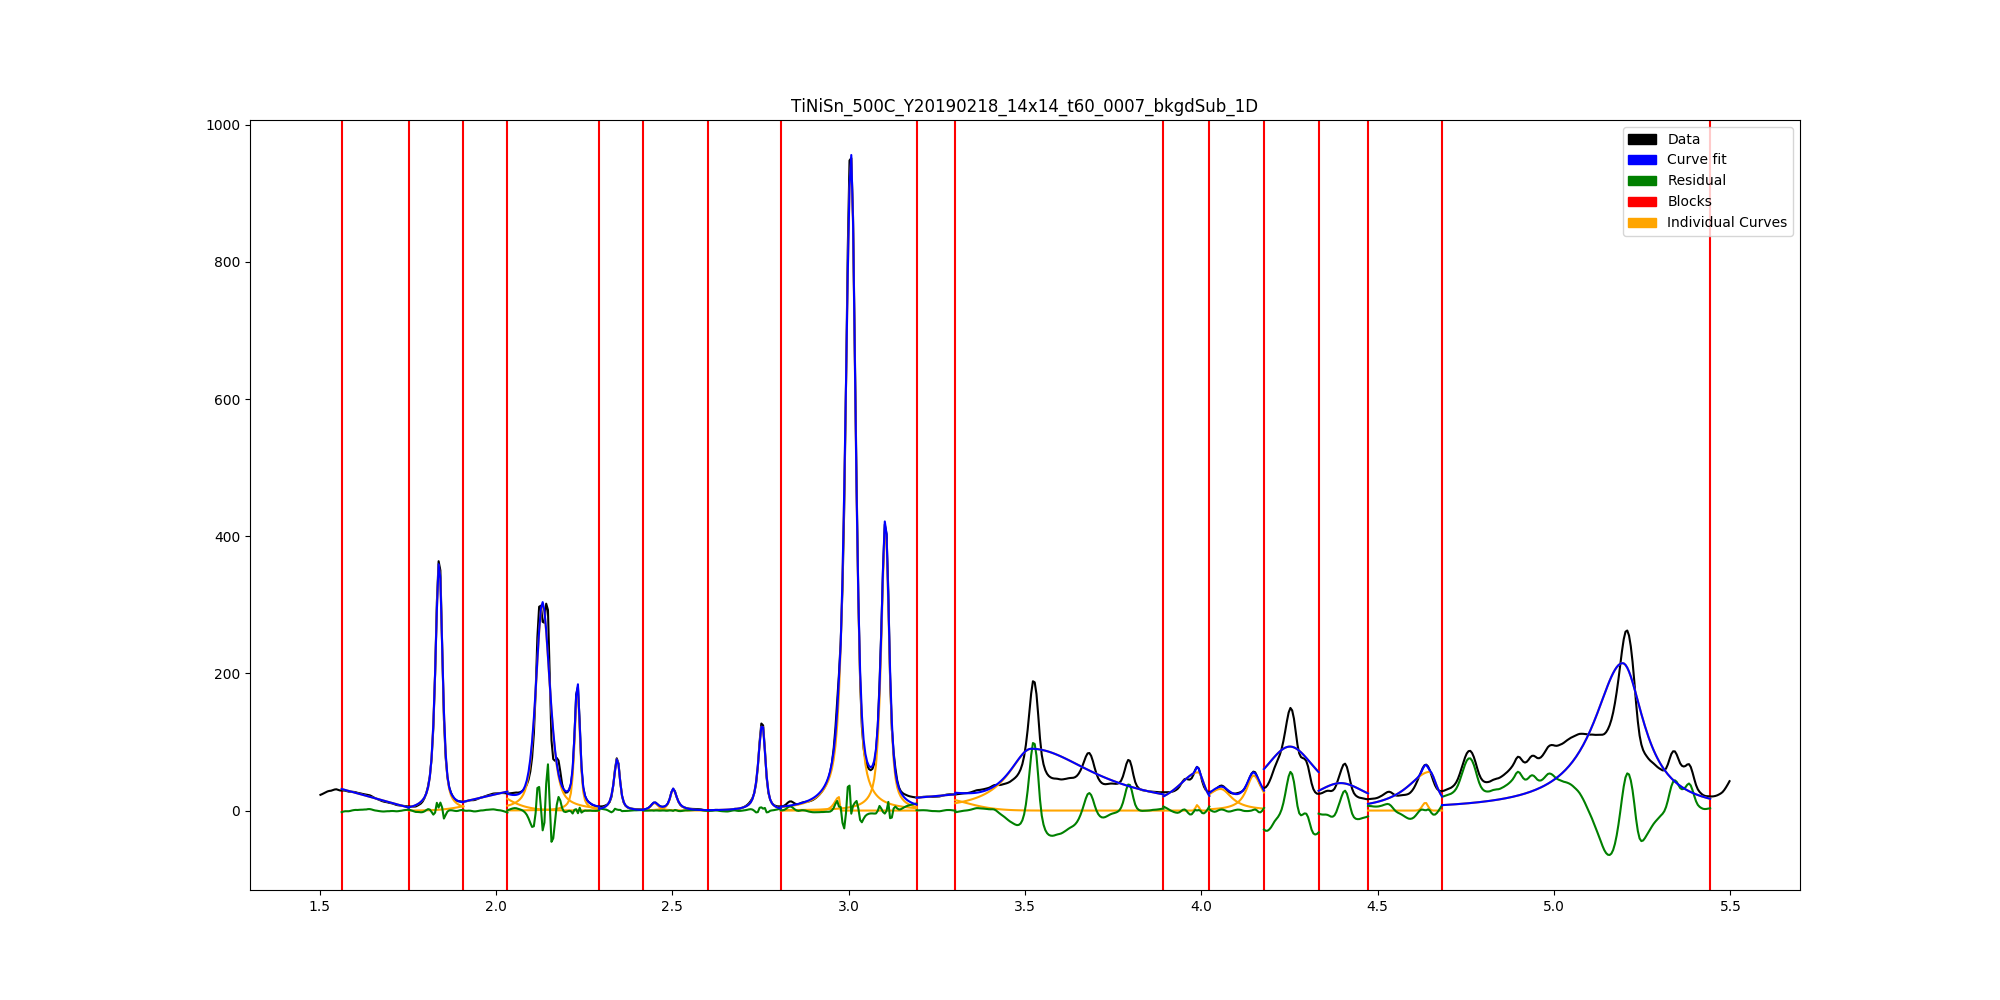 TiNiSn_500C_Y20190218_14x14_t60_0007_bkgdSub_1D
1000
800
600
400
200
0
Data
Curve fit
Residual
Blocks
Individual Curves
1.5 2.0 2.5 3.0 3.5 4.0 4.5 5.0 5.5